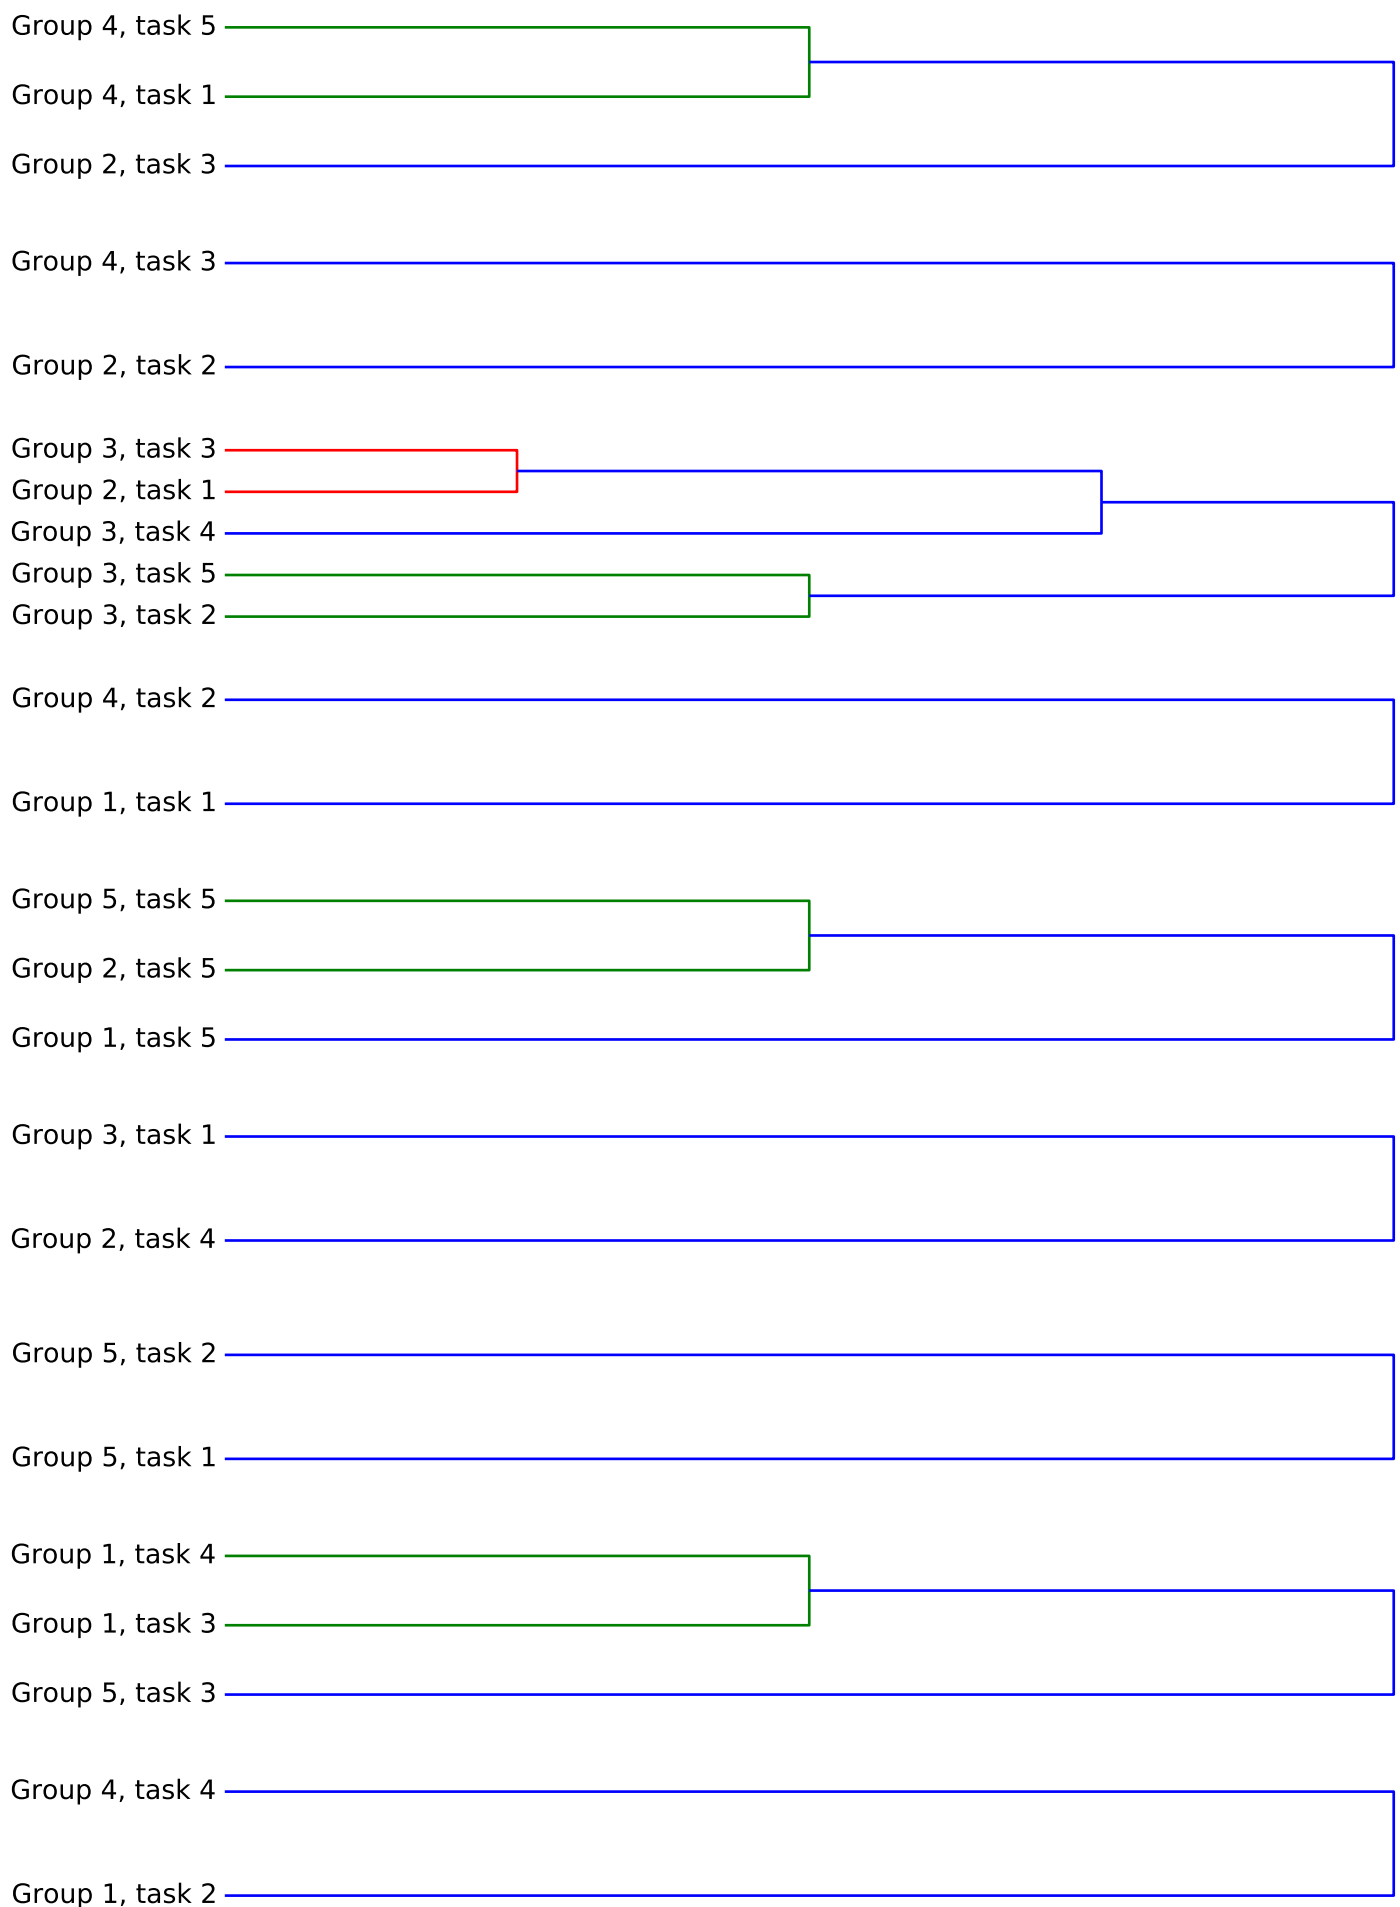 Group 4, task 5
Group 4, task 1
Group 2, task 3
Group 4, task 3
Group 2, task 2
Group 3, task 3
Group 2, task 1
Group 3, task 4
Group 3, task 5
Group 3, task 2
Group 4, task 2
Group 1, task 1
Group 5, task 5
Group 2, task 5
Group 1, task 5
Group 3, task 1
Group 2, task 4
Group 5, task 2
Group 5, task 1
Group 1, task 4
Group 1, task 3
Group 5, task 3
Group 4, task 4
Group 1, task 2